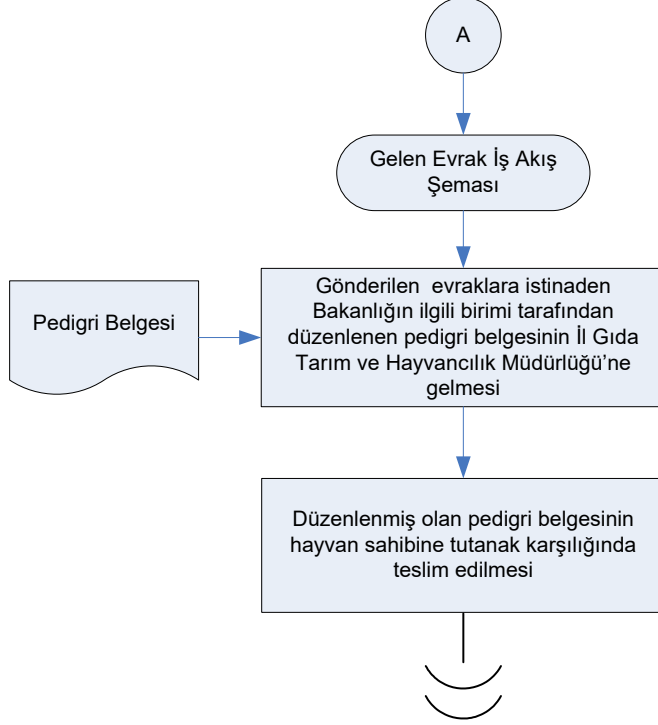 A
Gelen Evrak İş Akış
Şeması
Pedigri Belgesi
Gönderilen  evraklara istinaden
Bakanlığın ilgili birimi tarafından
düzenlenen pedigri belgesinin İl Gıda
Tarım ve Hayvancılık Müdürlüğü’ne
gelmesi
Düzenlenmiş olan pedigri belgesinin
hayvan sahibine tutanak karşılığında
teslim edilmesi